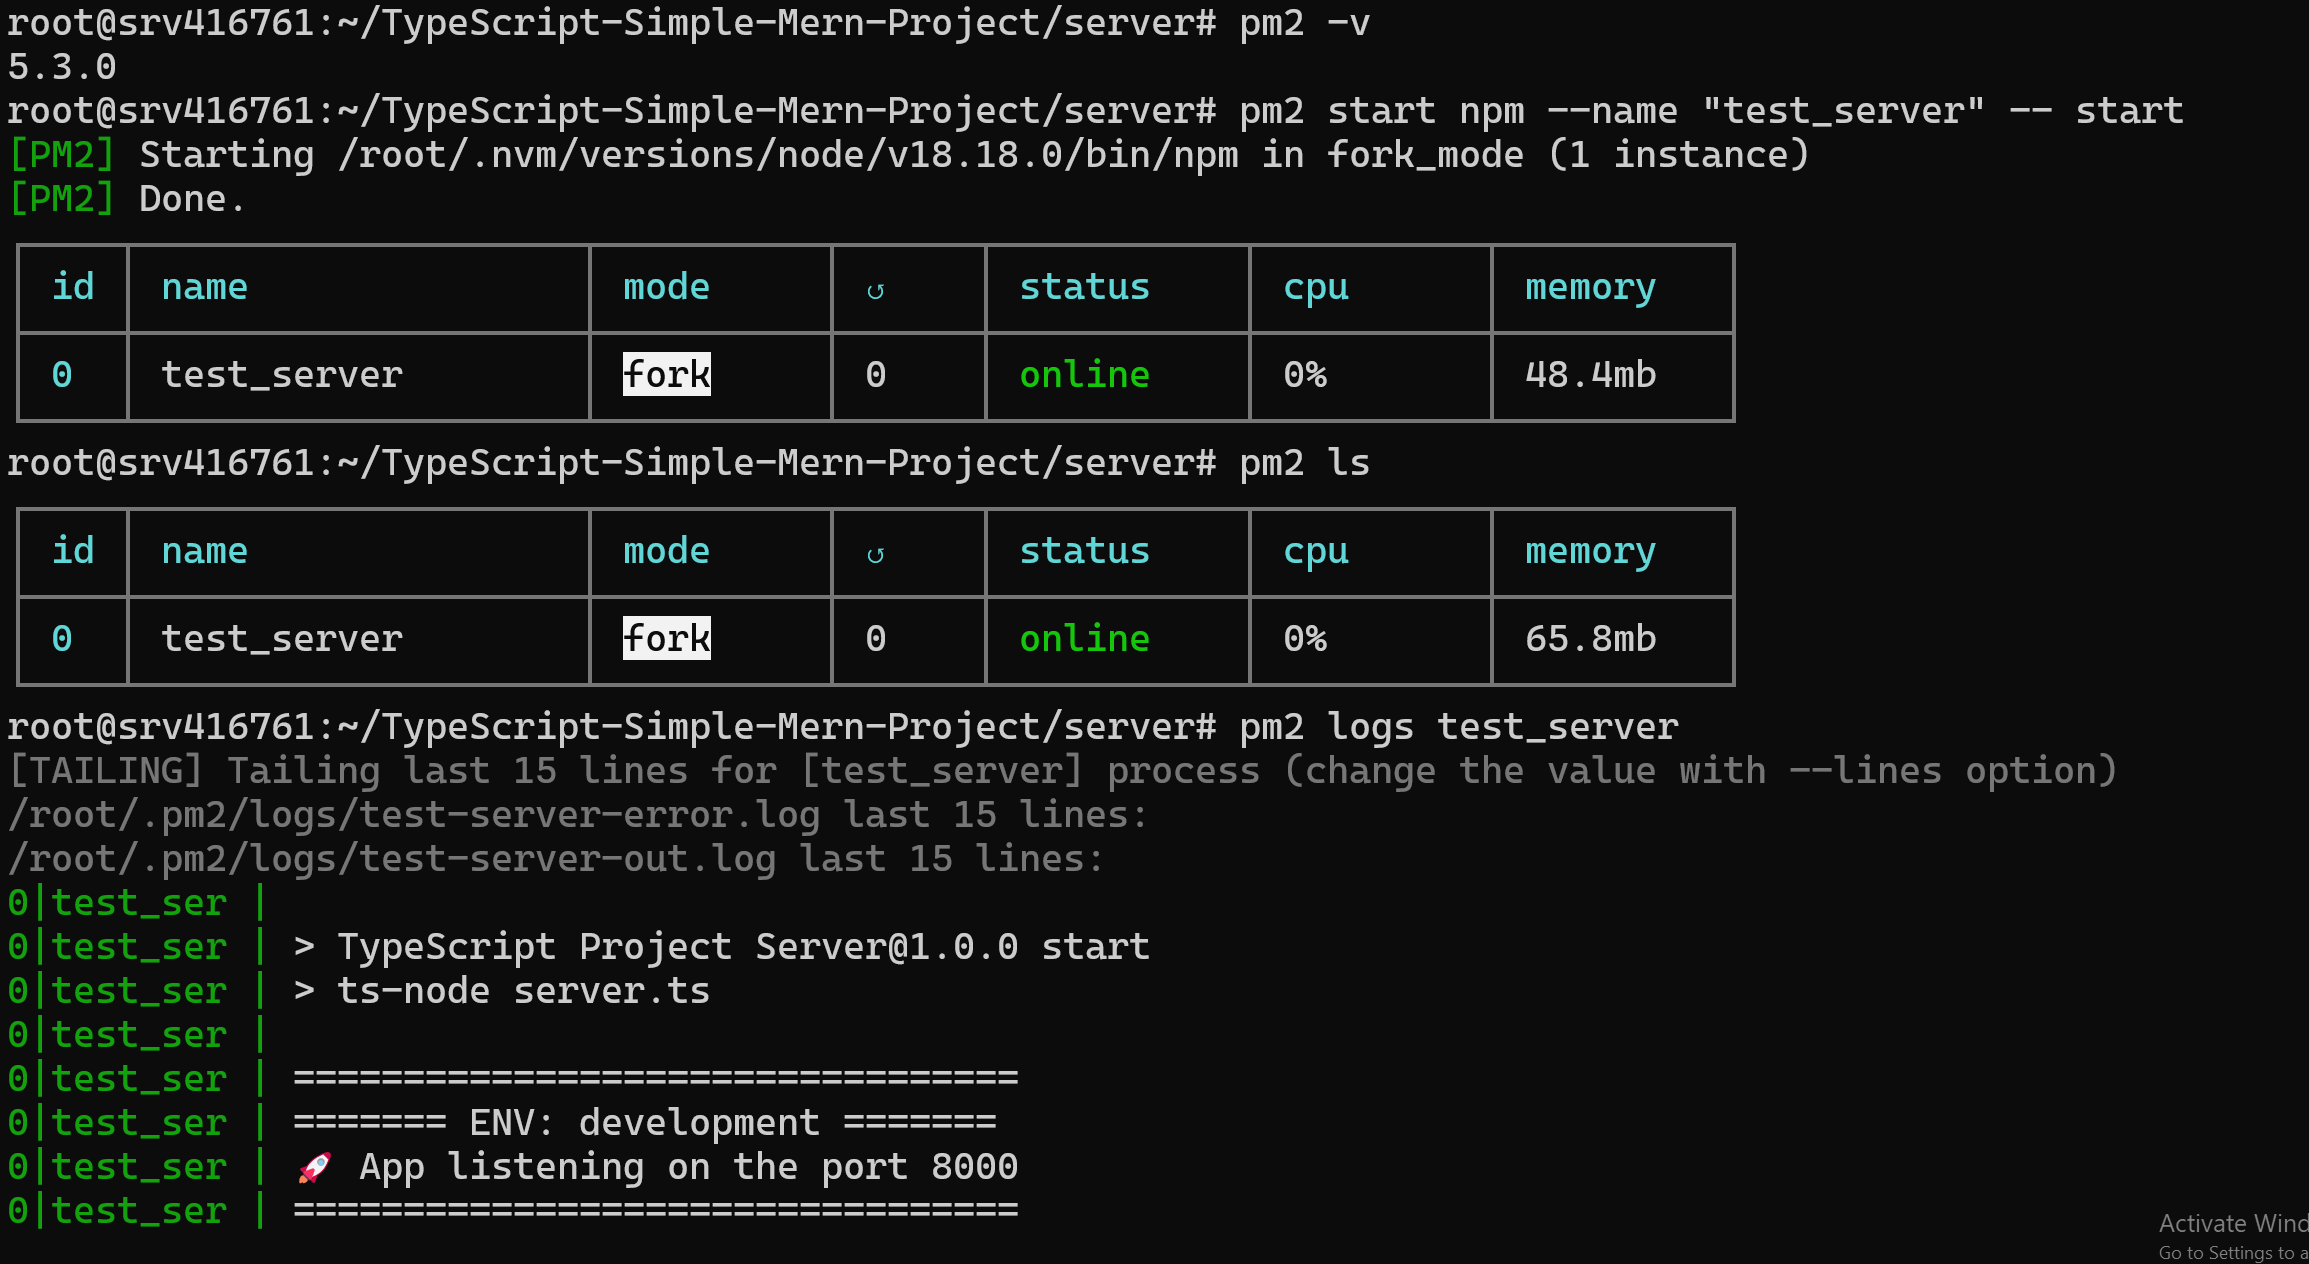 root@srv416761:~/TypeScript-Simple-Mern-Project/server# pm2 -v
5.3.0
root@srv416761:~/TypeScript-Simple-Mern-Project/server# pm2 start npm --name "test_server" -- start
[PM2] Starting /root/.nvm/versions/node/v18.18.0/bin/npm in fork_mode (1 instance)
[PM2] Done.
id name mode ↺ status cpu memory
0 test_server fork 0 online 0% 48.4mb
root@srv416761:~/TypeScript-Simple-Mern-Project/server# pm2 ls
id name mode ↺ status cpu memory
0 test_server fork 0 online 0% 65.8mb
root@srv416761:~/TypeScript-Simple-Mern-Project/server# pm2 logs test_server
[TAILING] Tailing last 15 lines for [test_server] process (change the value with --lines option)
/root/.pm2/logs/test-server-error.log last 15 lines:
/root/.pm2/logs/test-server-out.log last 15 lines:
0|test_ser |
0|test_ser | > TypeScript Project Server@1.0.0 start
0|test_ser | > ts-node server.ts
0|test_ser |
0|test_ser | =================================
0|test_ser | ======= ENV: development =======
0|test_ser | 🚀 App listening on the port 8000
0|test_ser | =================================
Activate Wind
Go to Settings to a